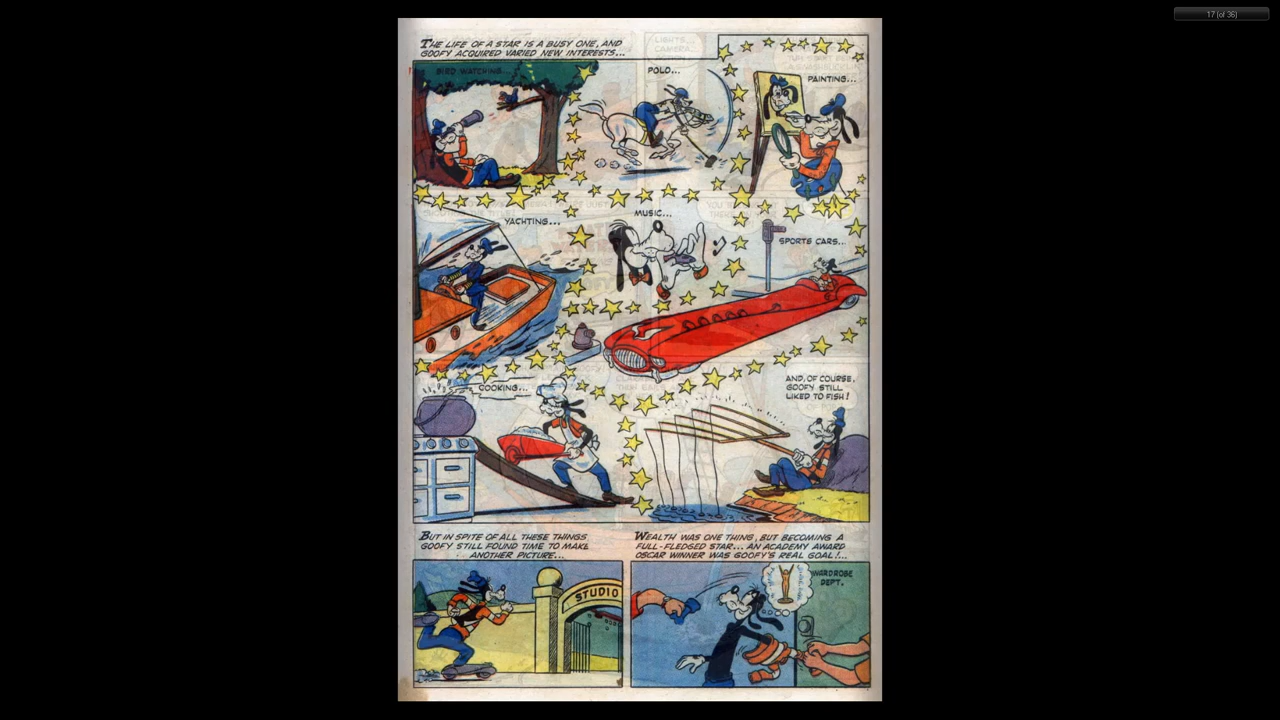 17 (of 36)
THE LIFE OF A STAR IS A BUSY ONE, AND
GOOFY ACQUIRED VARIED NEW INTERESTS...
BIRD WATCHING...
POLO...
PAINTING...
YACHTING...
MUSIC...
SPORTS CARS...
COOKING...
AND, OF COURSE,
GOOFY STILL
LIKED TO FISH!
BUT IN SPITE OF ALL THESE THINGS
GOOFY STILL FOUND TIME TO MAKE
ANOTHER PICTURE...
WEALTH WAS ONE THING, BUT BECOMING A
FULL-FLEDGED STAR... AN ACADEMY AWARD
OSCAR WINNER WAS GOOFY'S REAL GOAL!...
STUDIO
WARDROBE
DEPT.